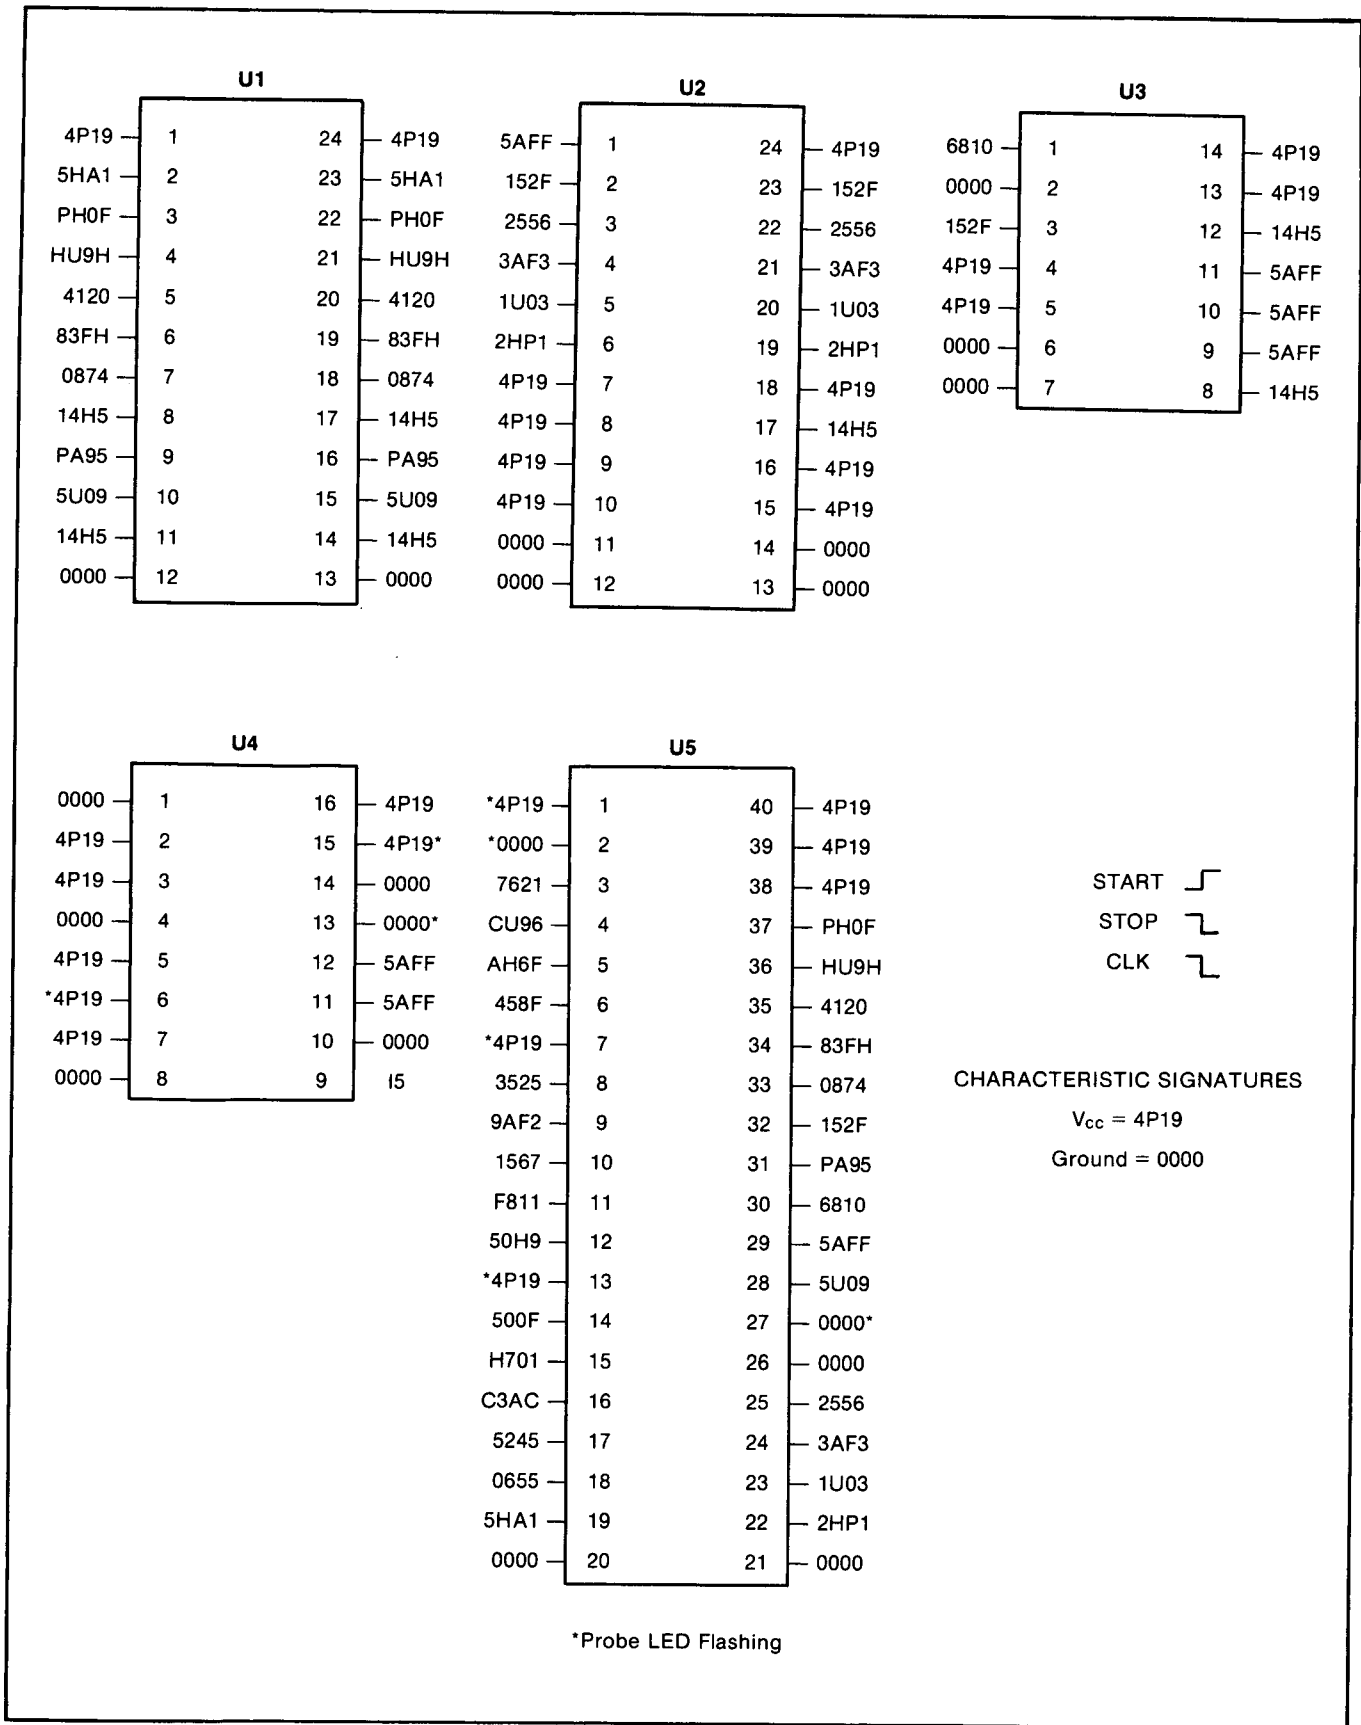 U1
4P19 1 24 4P19
5HA1 2 23 5HA1
PH0F 3 22 PH0F
HU9H 4 21 HU9H
4120 5 20 4120
83FH 6 19 83FH
0874 7 18 0874
14H5 8 17 14H5
PA95 9 16 PA95
5U09 10 15 5U09
14H5 11 14 14H5
0000 12 13 0000
U2
5AFF 1 24 4P19
152F 2 23 152F
2556 3 22 2556
3AF3 4 21 3AF3
1U03 5 20 1U03
2HP1 6 19 2HP1
4P19 7 18 4P19
4P19 8 17 14H5
4P19 9 16 4P19
4P19 10 15 4P19
0000 11 14 0000
0000 12 13 0000
U3
6810 1 14 4P19
0000 2 13 4P19
152F 3 12 14H5
4P19 4 11 5AFF
4P19 5 10 5AFF
0000 6 9 5AFF
0000 7 8 14H5
U4
0000 1 16 4P19
4P19 2 15 4P19*
4P19 3 14 0000
0000 4 13 0000*
4P19 5 12 5AFF
*4P19 6 11 5AFF
4P19 7 10 0000
0000 8 9 I5
U5
*4P19 1 40 4P19
*0000 2 39 4P19
7621 3 38 4P19
CU96 4 37 PH0F
AH6F 5 36 HU9H
458F 6 35 4120
*4P19 7 34 83FH
3525 8 33 0874
9AF2 9 32 152F
1567 10 31 PA95
F811 11 30 6810
50H9 12 29 5AFF
*4P19 13 28 5U09
500F 14 27 0000*
H701 15 26 0000
C3AC 16 25 2556
5245 17 24 3AF3
0655 18 23 1U03
5HA1 19 22 2HP1
0000 20 21 0000
START
STOP
CLK
CHARACTERISTIC SIGNATURES
Vcc = 4P19
Ground = 0000
*Probe LED Flashing